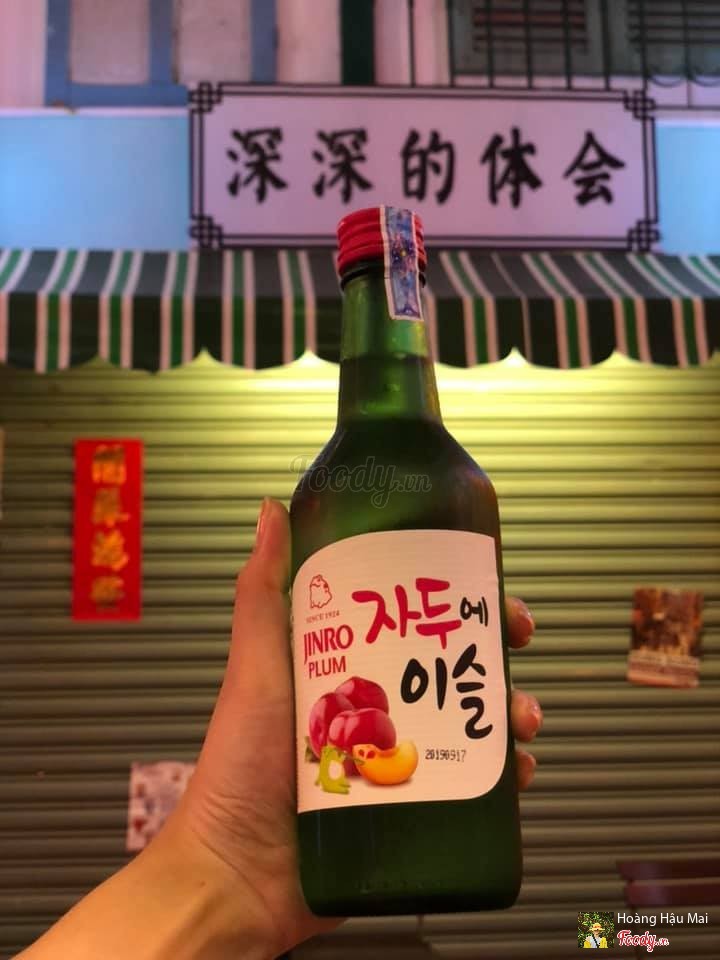 深深的体会
Foody.vn
SINCE 1924
JINRO
PLUM
자두에
이슬
20190917
Hoàng Hậu Mai
Foody.vn